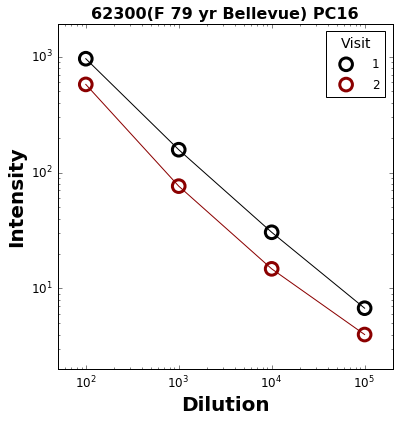 62300(F 79 yr Bellevue) PC16
Visit
1
2
10³
10²
10¹
Intensity
10² 10³ 10⁴ 10⁵
Dilution